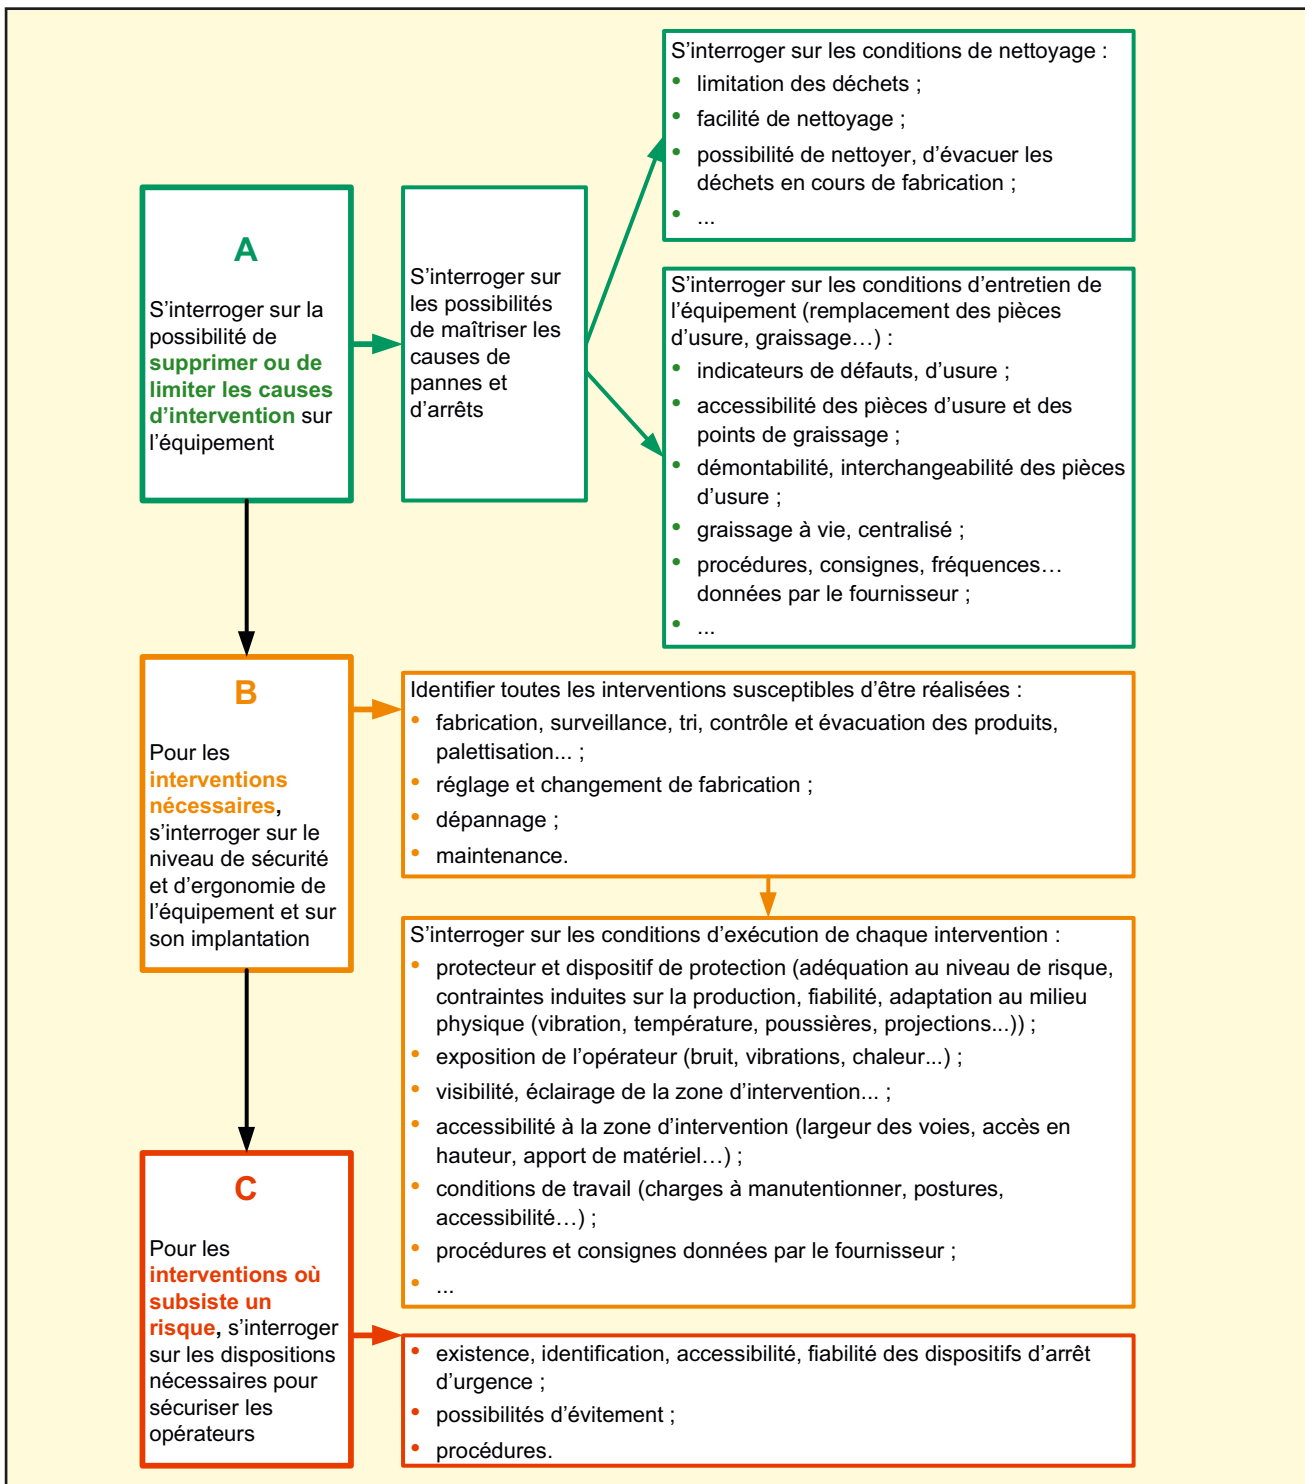 A
S’interroger sur la
possibilité de
supprimer ou de
limiter les causes
d’intervention sur
l’équipement
S’interroger sur
les possibilités
de maîtriser les
causes de
pannes et
d’arrêts
S’interroger sur les conditions de nettoyage :
• limitation des déchets ;
• facilité de nettoyage ;
• possibilité de nettoyer, d’évacuer les
déchets en cours de fabrication ;
• ...
S’interroger sur les conditions d’entretien de
l’équipement (remplacement des pièces
d’usure, graissage…) :
• indicateurs de défauts, d’usure ;
• accessibilité des pièces d’usure et des
points de graissage ;
• démontabilité, interchangeabilité des pièces
d’usure ;
• graissage à vie, centralisé ;
• procédures, consignes, fréquences…
données par le fournisseur ;
• ...
B
Pour les
interventions
nécessaires,
s’interroger sur le
niveau de sécurité
et d’ergonomie de
l’équipement et sur
son implantation
Identifier toutes les interventions susceptibles d’être réalisées :
• fabrication, surveillance, tri, contrôle et évacuation des produits,
palettisation... ;
• réglage et changement de fabrication ;
• dépannage ;
• maintenance.
S’interroger sur les conditions d’exécution de chaque intervention :
• protecteur et dispositif de protection (adéquation au niveau de risque,
contraintes induites sur la production, fiabilité, adaptation au milieu
physique (vibration, température, poussières, projections...)) ;
• exposition de l’opérateur (bruit, vibrations, chaleur...) ;
• visibilité, éclairage de la zone d’intervention... ;
• accessibilité à la zone d’intervention (largeur des voies, accès en
hauteur, apport de matériel…) ;
• conditions de travail (charges à manutentionner, postures,
accessibilité…) ;
• procédures et consignes données par le fournisseur ;
• ...
C
Pour les
interventions où
subsiste un
risque, s’interroger
sur les dispositions
nécessaires pour
sécuriser les
opérateurs
• existence, identification, accessibilité, fiabilité des dispositifs d’arrêt
d’urgence ;
• possibilités d’évitement ;
• procédures.